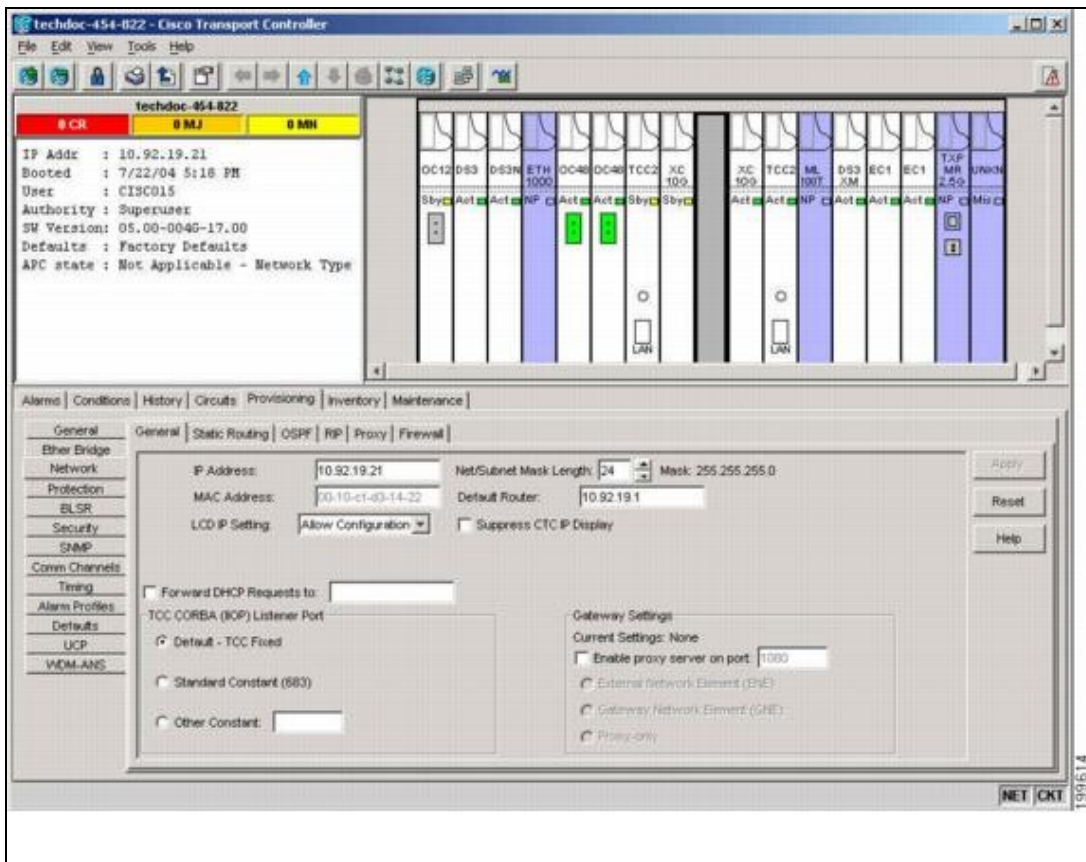 techdoc-454-822 - Cisco Transport Controller
File Edit View Tools Help
techdoc-454-822
0 CR 0 MJ 0 MN
IP Addr : 10.92.19.21
Booted : 7/22/04 5:18 PM
User : CISCO15
Authority : Superuser
SW Version: 05.00-004G-17.00
Defaults : Factory Defaults
APC state : Not Applicable - Network Type
OC12 DS3 DS3N ETH 1000 OC48 OC48 TCC2 XC 10G XC 10G TCC2 ML 100T DS3 XM EC1 EC1 TXP MR 2.5G UNKN
Sby Act Act NP Act Act Sby Sby Act Act NP Act Act Act NP Mis
LAN LAN
Alarms Conditions History Circuits Provisioning Inventory Maintenance
General
Ether Bridge
Network
Protection
BLSR
Security
SNMP
Comm Channels
Timing
Alarm Profiles
Defaults
UCP
WDM-ANS
General Static Routing OSPF RIP Proxy Firewall
IP Address: 10.92.19.21 Net/Subnet Mask Length: 24 Mask: 255.255.255.0
MAC Address: 00-10-cf-d0-14-22 Default Router: 10.92.19.1
LCD IP Setting: Allow Configuration Suppress CTC IP Display
Forward DHCP Requests to:
TCC CORBA (IIOP) Listener Port
Default - TCC Fixed
Standard Constant (683)
Other Constant:
Gateway Settings
Current Settings: None
Enable proxy server on port: 1080
External Network Element (ENE)
Gateway Network Element (GNE)
Proxy-only
Apply
Reset
Help
NET CKT
199614